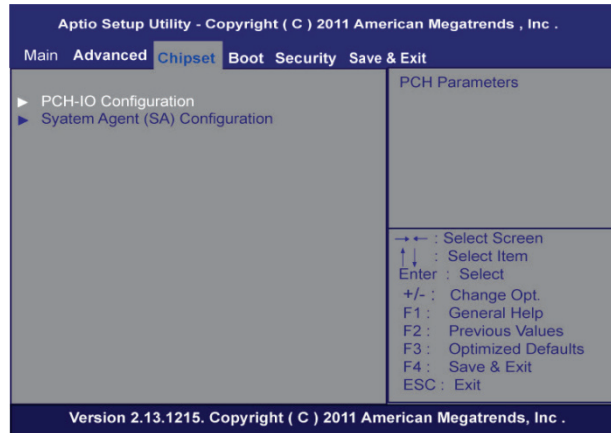 Aptio Setup Utility - Copyright ( C ) 2011 American Megatrends , Inc .
Main Advanced Chipset Boot Security Save & Exit
► PCH-IO Configuration
► System Agent (SA) Configuration
PCH Parameters
→← : Select Screen
↑↓ : Select Item
Enter : Select
+/- : Change Opt.
F1 : General Help
F2 : Previous Values
F3 : Optimized Defaults
F4 : Save & Exit
ESC : Exit
Version 2.13.1215. Copyright ( C ) 2011 American Megatrends, Inc .